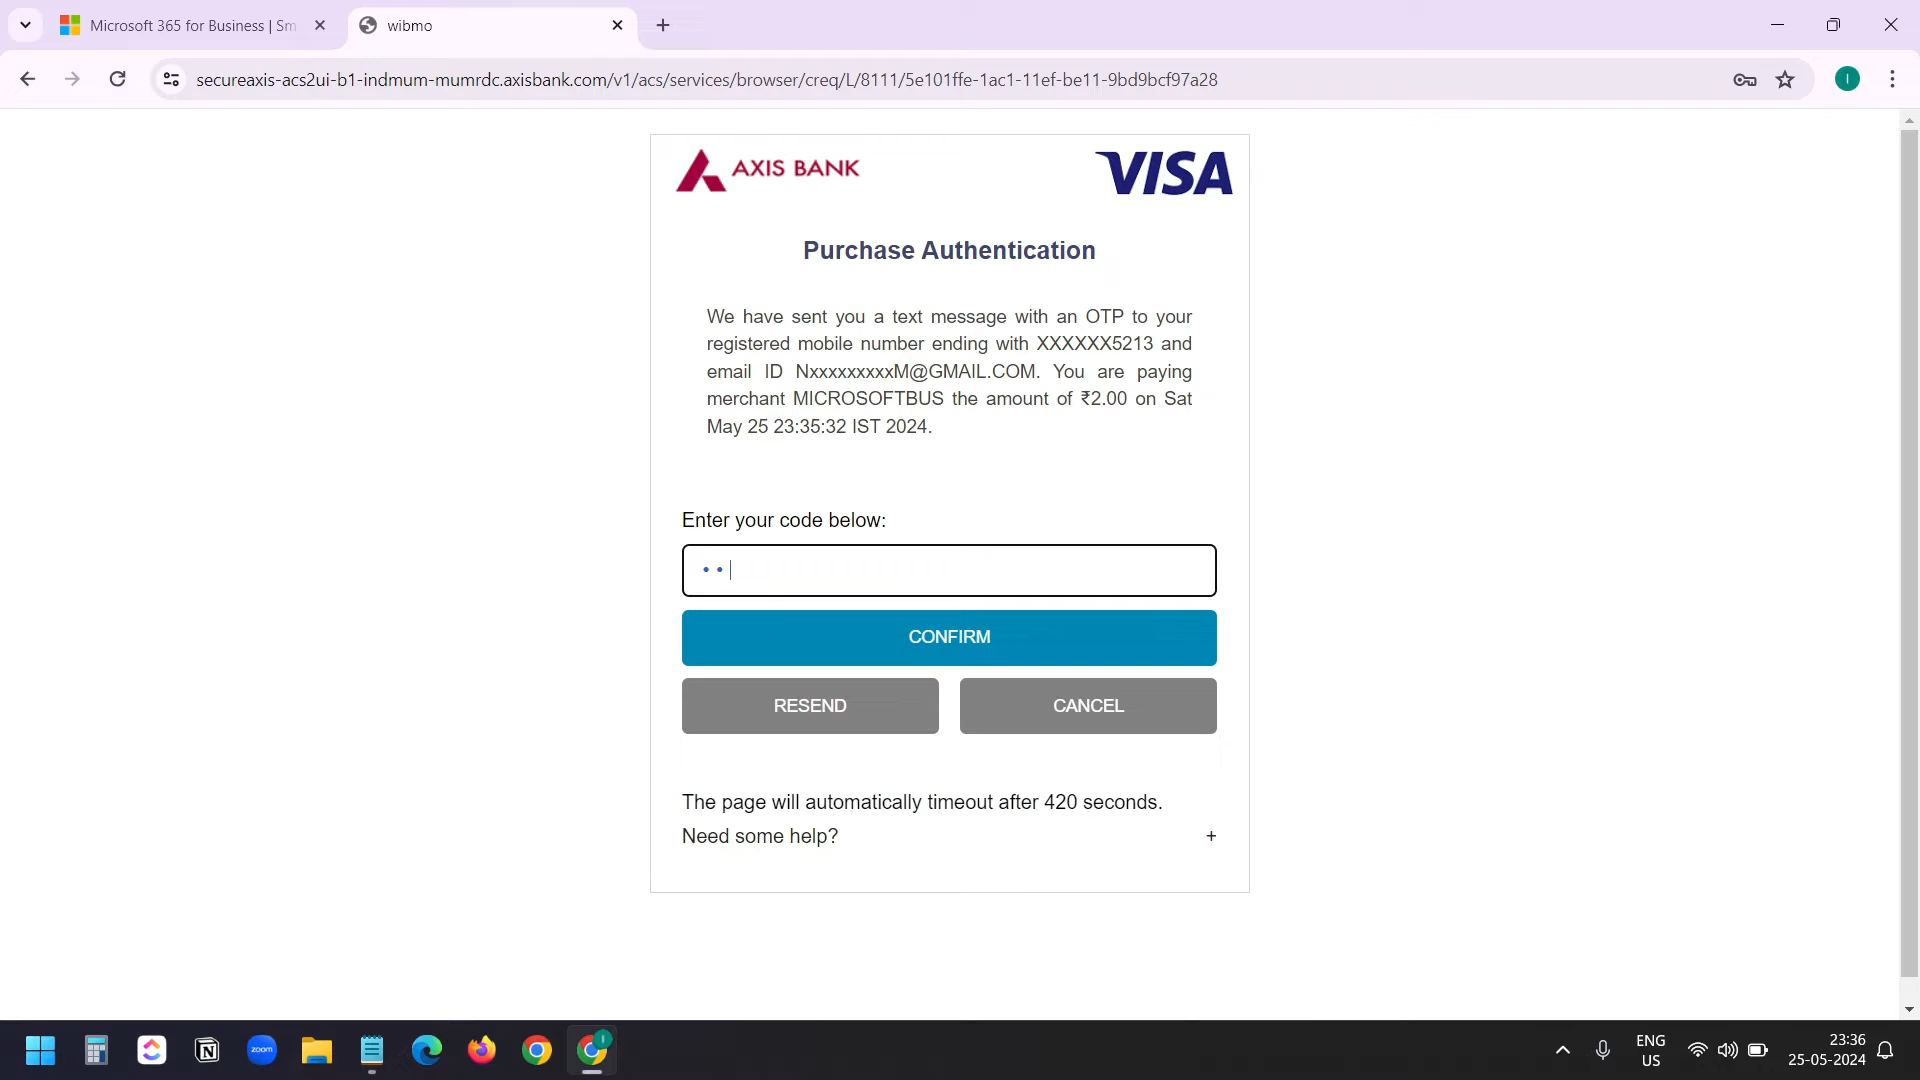 Microsoft 365 for Business | Sm
wibmo
secureaxis-acs2ui-b1-indmum-mumrdc.axisbank.com/v1/acs/services/browser/creq/L/8111/5e101ffe-1ac1-11ef-be11-9bd9bcf97a28
I
AXIS BANK
VISA
Purchase Authentication
We have sent you a text message with an OTP to your
registered mobile number ending with XXXXXX5213 and
email ID NxxxxxxxxxM@GMAIL.COM. You are paying
merchant MICROSOFTBUS the amount of ₹2.00 on Sat
May 25 23:35:32 IST 2024.
Enter your code below:
CONFIRM
RESEND CANCEL
The page will automatically timeout after 420 seconds.
Need some help? +
zoom
ENG
US
23:36
25-05-2024